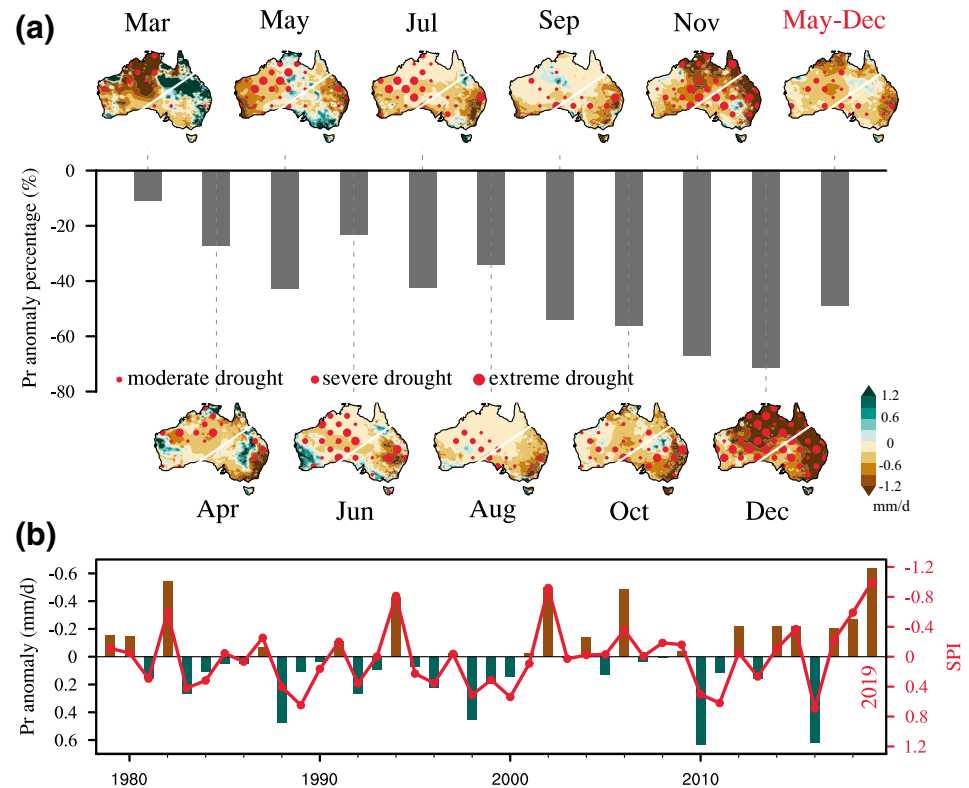 (a)
Mar May Jul Sep Nov May-Dec
Pr anomaly percentage (%)
0
-20
-40
-60
-80
moderate drought severe drought extreme drought
1.2
0.6
0
-0.6
-1.2
mm/d
Apr Jun Aug Oct Dec
(b)
Pr anomaly (mm/d)
-0.6
-0.4
-0.2
0
0.2
0.4
0.6
-1.2
-0.8
-0.4
0
0.4
0.8
1.2
SPI
2019
1980 1990 2000 2010